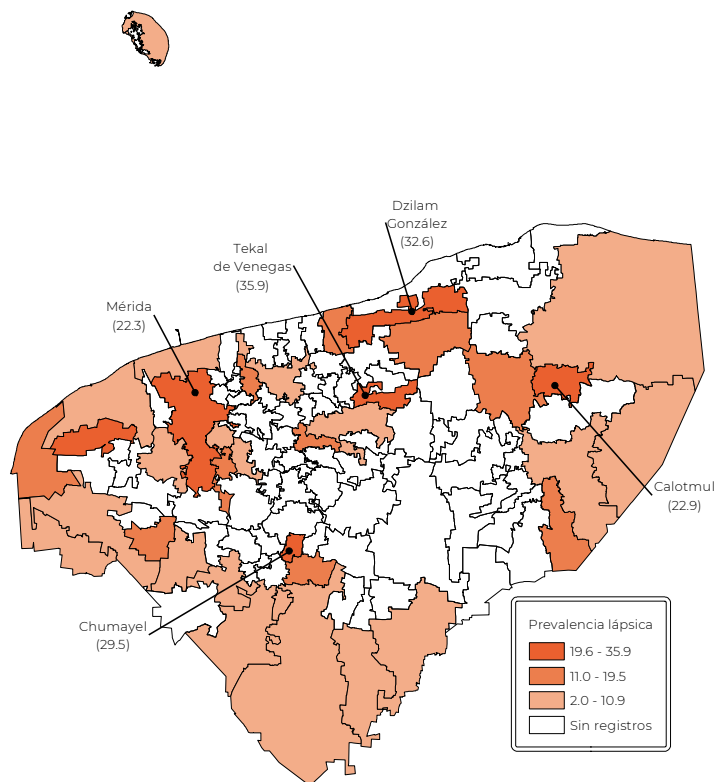 Dzilam
González
(32.6)
Tekal
de Venegas
(35.9)
Mérida
(22.3)
Calotmul
(22.9)
Chumayel
(29.5)
Prevalencia lápsica
19.6 - 35.9
11.0 - 19.5
2.0 - 10.9
Sin registros